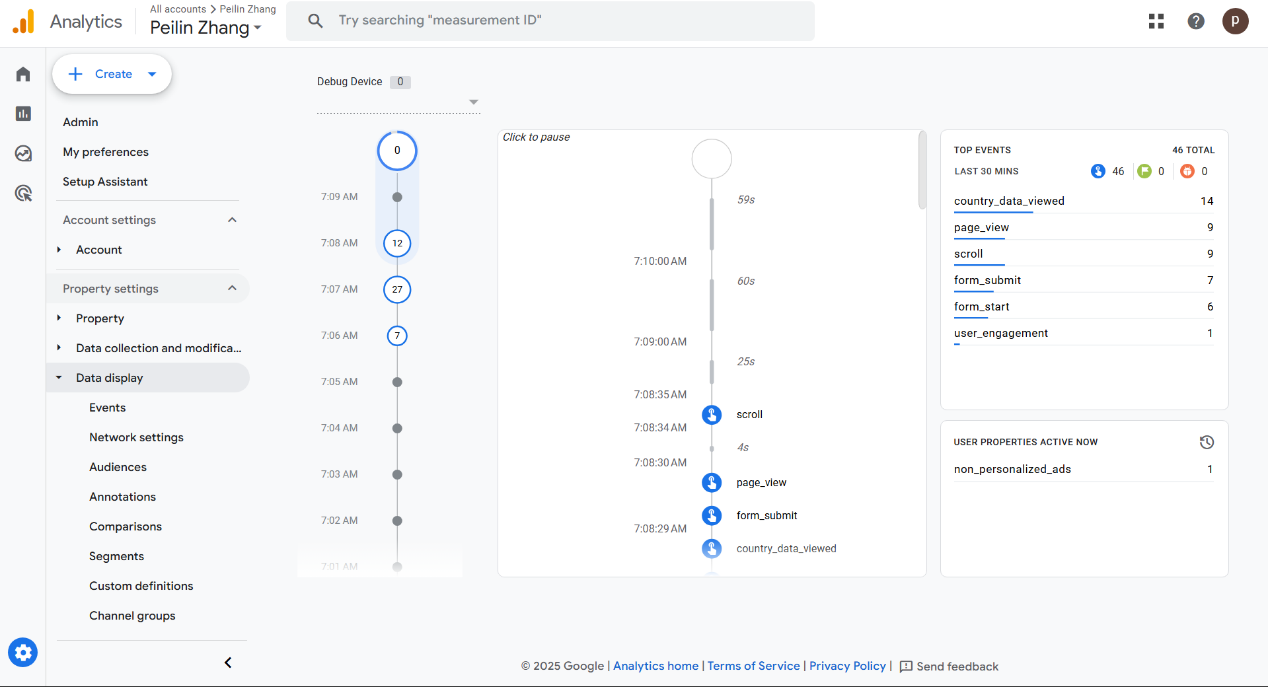 Analytics
All accounts > Peilin Zhang
Peilin Zhang
Try searching "measurement ID"
?
p
Create
Admin
My preferences
Setup Assistant
Account settings
Account
Property settings
Property
Data collection and modifica...
Data display
Events
Network settings
Audiences
Annotations
Comparisons
Segments
Custom definitions
Channel groups
Debug Device 0
0
7:09 AM
7:08 AM 12
7:07 AM 27
7:06 AM 7
7:05 AM
7:04 AM
7:03 AM
7:02 AM
7:01 AM
Click to pause
59s
7:10:00 AM
60s
7:09:00 AM
25s
7:08:35 AM
scroll
7:08:34 AM
4s
7:08:30 AM
page_view
form_submit
7:08:29 AM
country_data_viewed
TOP EVENTS 46 TOTAL
LAST 30 MINS 46 0 0
country_data_viewed 14
page_view 9
scroll 9
form_submit 7
form_start 6
user_engagement 1
USER PROPERTIES ACTIVE NOW
non_personalized_ads 1
© 2025 Google | Analytics home | Terms of Service | Privacy Policy | Send feedback